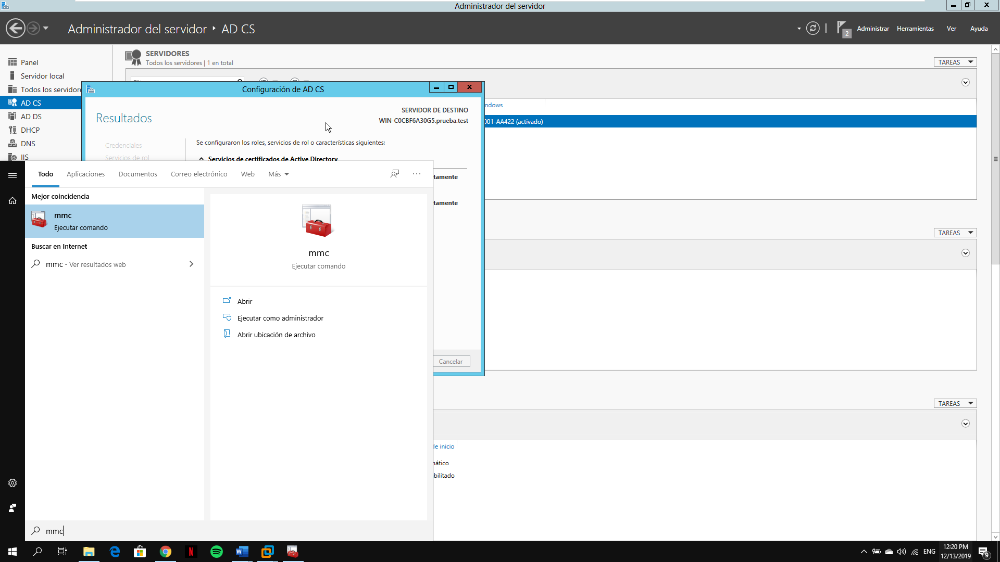 Administrador del servidor
Administrador del servidor ‣ AD CS
2
Administrar
Herramientas
Ver
Ayuda
Panel
Servidor local
Todos los servidore
AD CS
AD DS
DHCP
DNS
IIS
SERVIDORES
Todos los servidores | 1 en total
TAREAS
Configuración de AD CS
ndows
001-AA422 (activado)
Resultados
SERVIDOR DE DESTINO
WIN-C0CBF6A30G5.prueba.test
Credenciales
Servicios de rol
Se configuraron los roles, servicios de rol o características siguientes:
Servicios de certificados de Active Directory
tamente
tamente
Cancelar
Todo
Aplicaciones
Documentos
Correo electrónico
Web
Más
Mejor coincidencia
mmc
Ejecutar comando
Buscar en Internet
mmc - Ver resultados web
mmc
Ejecutar comando
Abrir
Ejecutar como administrador
Abrir ubicación de archivo
mmc
TAREAS
TAREAS
de inicio
nático
bilitado
ENG
12:20 PM
12/13/2019
9